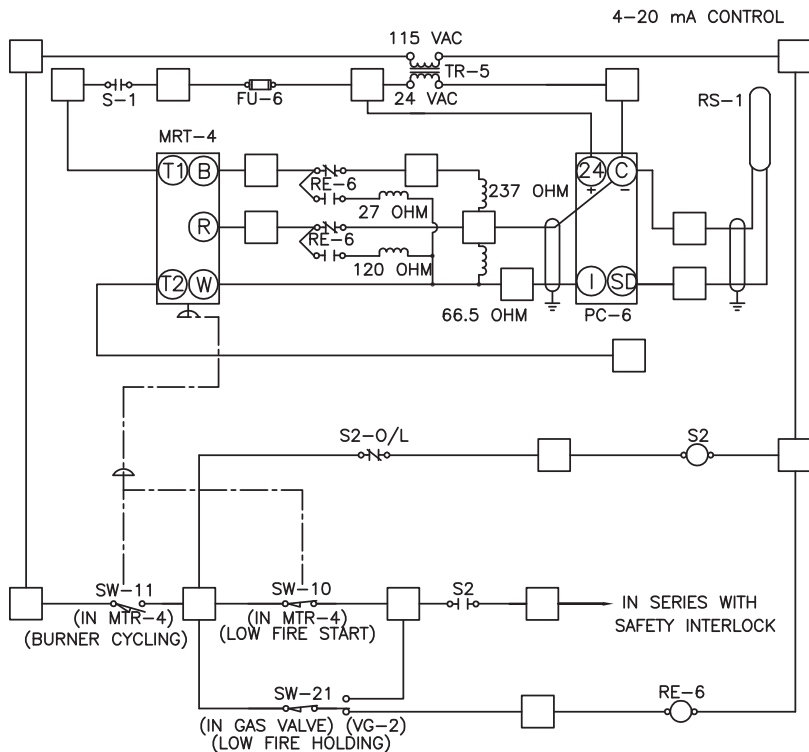 4-20 mA CONTROL
115 VAC
TR-5
S-1
FU-6
24 VAC
RS-1
MRT-4
T1
B
24
C
+
-
RE-6
237 OHM
27 OHM
R
RE-6
120 OHM
T2
W
I
SD
66.5 OHM
PC-6
S2-O/L
S2
SW-11
(IN MTR-4)
(BURNER CYCLING)
SW-10
(IN MTR-4)
(LOW FIRE START)
S2
IN SERIES WITH
SAFETY INTERLOCK
SW-21
(IN GAS VALVE) (VG-2)
(LOW FIRE HOLDING)
RE-6